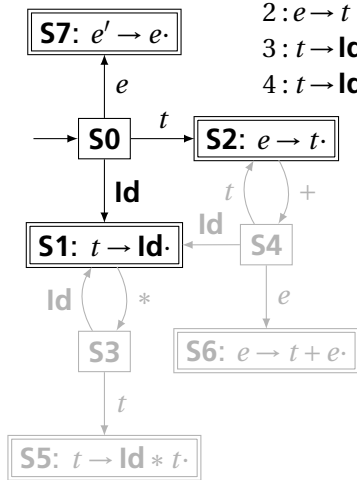 2 : e → t
S7: e′ → e·
3 : t → Id
4 : t → Id
e
S0
t
S2: e → t·
Id
t
+
Id
S4
S1: t → Id·
Id
*
e
S3
S6: e → t + e·
t
S5: t → Id * t·